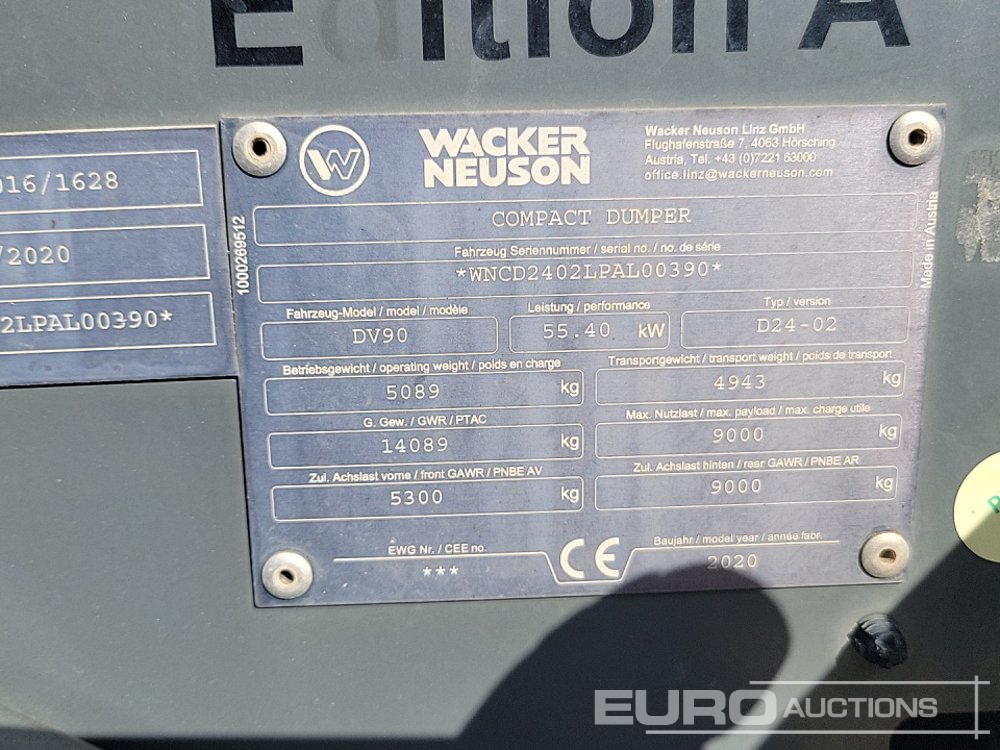 Edition A
016/1628
/2020
2LPAL00390*
1000269512
WACKER
NEUSON
Wacker Neuson Linz GmbH
Flughafenstraße 7, 4063 Hörsching
Austria, Tel. +43 (0)7221 63000
office.linz@wackerneuson.com
COMPACT DUMPER
Fahrzeug Seriennummer / serial no. / no. de série
*WNCD2402LPAL00390*
Fahrzeug-Model / model / modèle
DV90
Leistung / performance
55.40 kW
Typ / version
D24-02
Betriebsgewicht / operating weight / poids en charge
5089 kg
Transportgewicht / transport weight / poids de transport
4943 kg
G. Gew. / GWR / PTAC
14089 kg
Max. Nutzlast / max. payload / max. charge utile
9000 kg
Zul. Achslast vorne / front GAWR / PNBE AV
5300 kg
Zul. Achslast hinten / rear GAWR / PNBE AR
9000 kg
EWG Nr. / CEE no.
***
CE
Baujahr / model year / année fabr.
2020
Made in Austria
EURO AUCTIONS